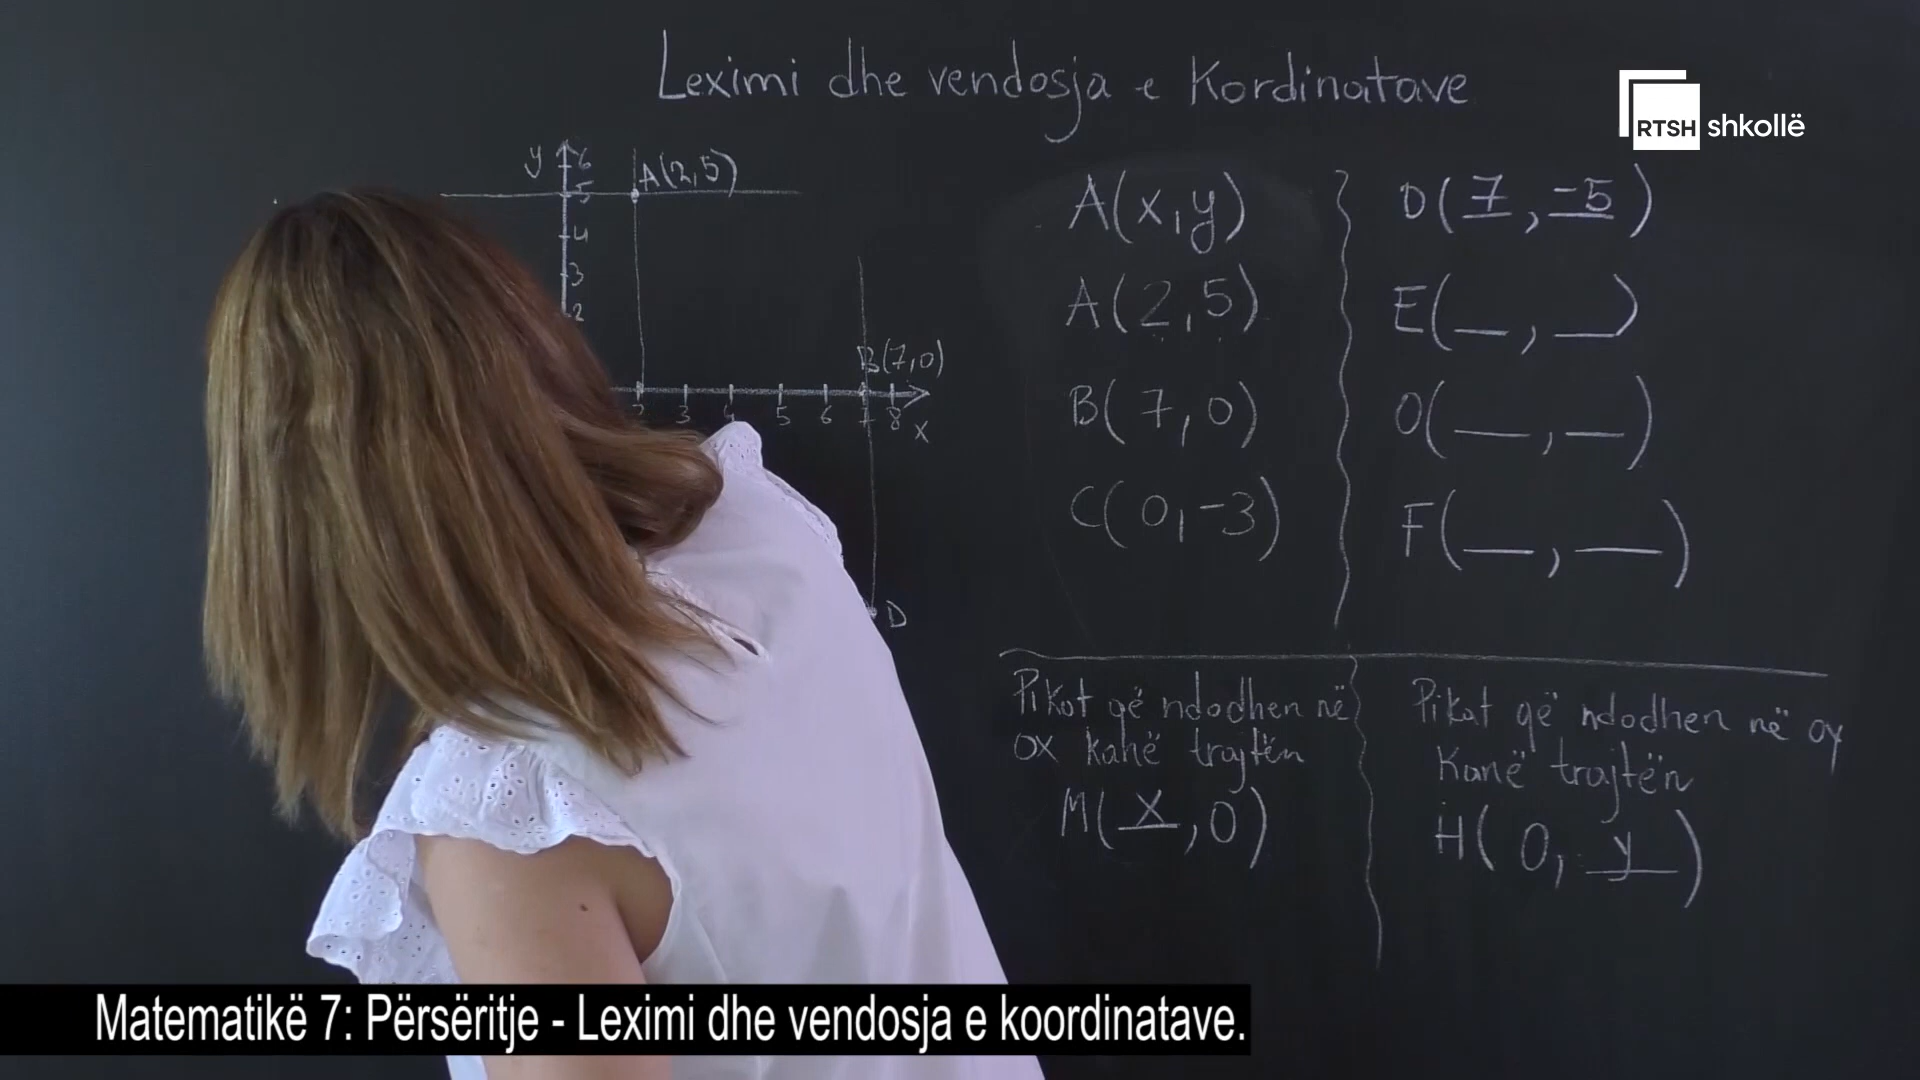 Leximi dhe vendosja e Kordinatave
RTSH shkollë
y
6
5
4
3
2
A(2,5)
B(7,0)
2 3 4 5 6 7 8
x
D
A(x,y)
A(2,5)
B(7,0)
C(0,-3)
D(7,-5)
E(__,__)
O(__,__)
F(__,__)
Pikat që ndodhen në
ox kanë trajtën
M(x,0)
Pikat që ndodhen në oy
Kanë trajtën
H(0,y)
Matematikë 7: Përsëritje - Leximi dhe vendosja e koordinatave.